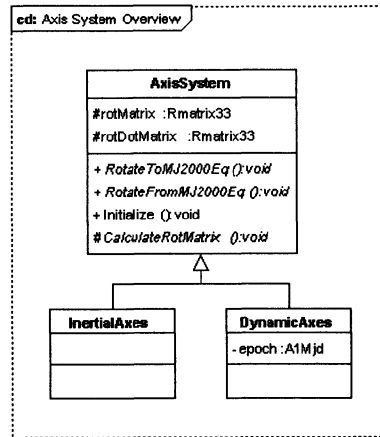 cd: Axis System Overview
AxisSystem
#rotMatrix :Rmatrix33
#rotDotMatrix :Rmatrix33
+ RotateToMJ2000Eq ():void
+ RotateFromMJ2000Eq ():void
+ Initialize ():void
# CalculateRotMatrix ():void
InertialAxes
DynamicAxes
- epoch :A1Mjd